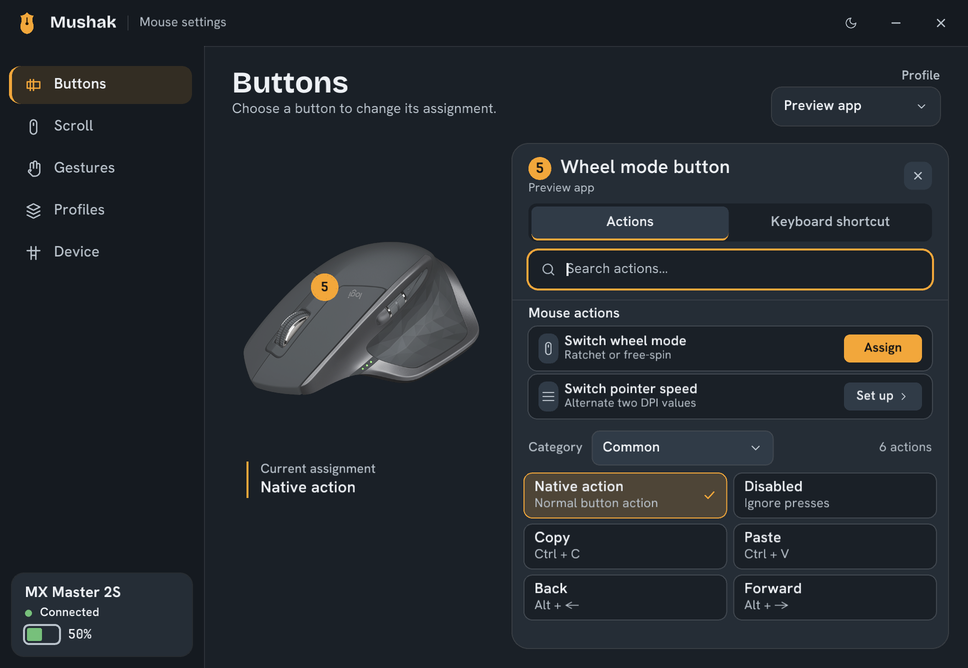 Mushak
Mouse settings
Buttons
Scroll
Gestures
Profiles
Device
MX Master 2S
Connected
50%
Buttons
Choose a button to change its assignment.
Profile
Preview app
5
logi
Current assignment
Native action
5 Wheel mode button
Preview app
Actions
Keyboard shortcut
Search actions...
Mouse actions
Switch wheel mode
Ratchet or free-spin
Assign
Switch pointer speed
Alternate two DPI values
Set up
Category
Common
6 actions
Native action
Normal button action
Disabled
Ignore presses
Copy
Ctrl + C
Paste
Ctrl + V
Back
Alt + ←
Forward
Alt + →